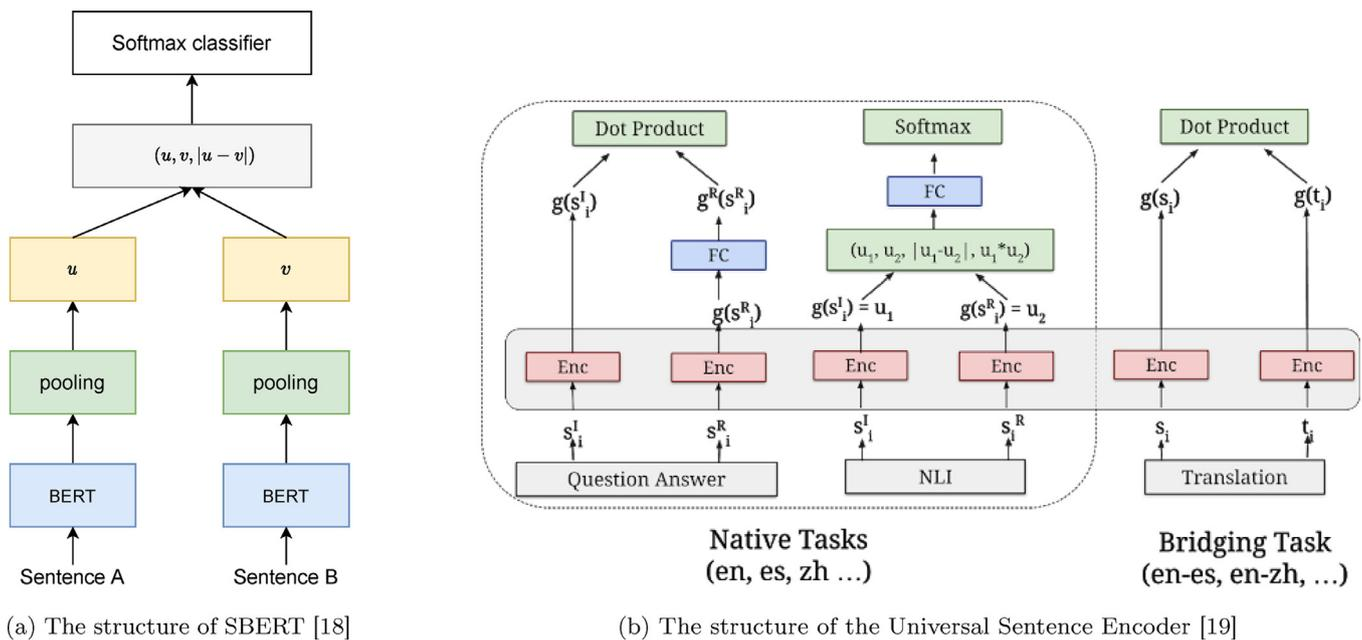 Softmax classifier
(u, v, |u − v|)
u v
pooling pooling
BERT BERT
Sentence A Sentence B
(a) The structure of SBERT [18]
Dot Product Softmax Dot Product
g(s^I_i) g^R(s^R_i) FC g(s_i) g(t_i)
FC (u_1, u_2, |u_1-u_2|, u_1*u_2)
g(s^R_i) g(s^I_i) = u_1 g(s^R_i) = u_2
Enc Enc Enc Enc Enc Enc
s^I_i s^R_i s^I_i s_i^R s_i t_i
Question Answer NLI Translation
Native Tasks
(en, es, zh ...)
Bridging Task
(en-es, en-zh, ...)
(b) The structure of the Universal Sentence Encoder [19]